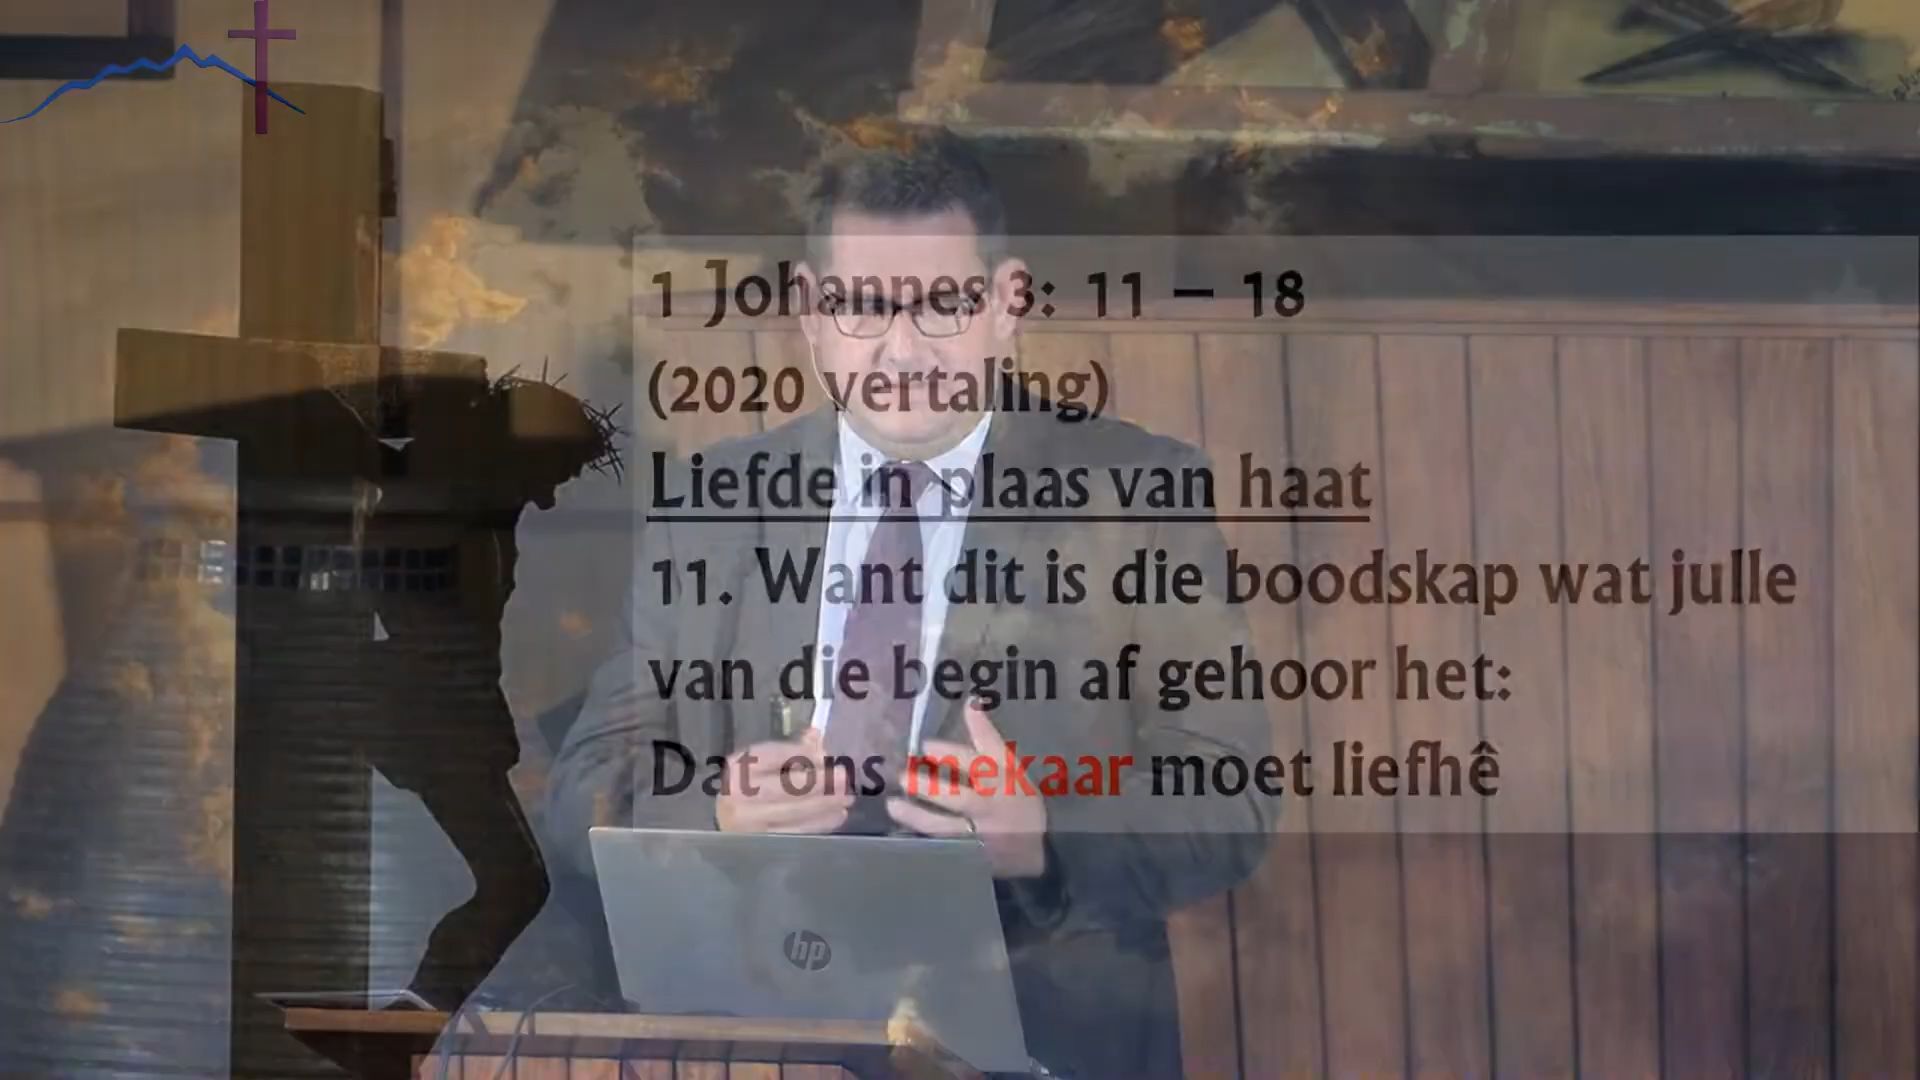 1 Johannes 3: 11 – 18
(2020 vertaling)
Liefde in plaas van haat
11. Want dit is die boodskap wat julle
van die begin af gehoor het:
Dat ons mekaar moet liefhê
hp